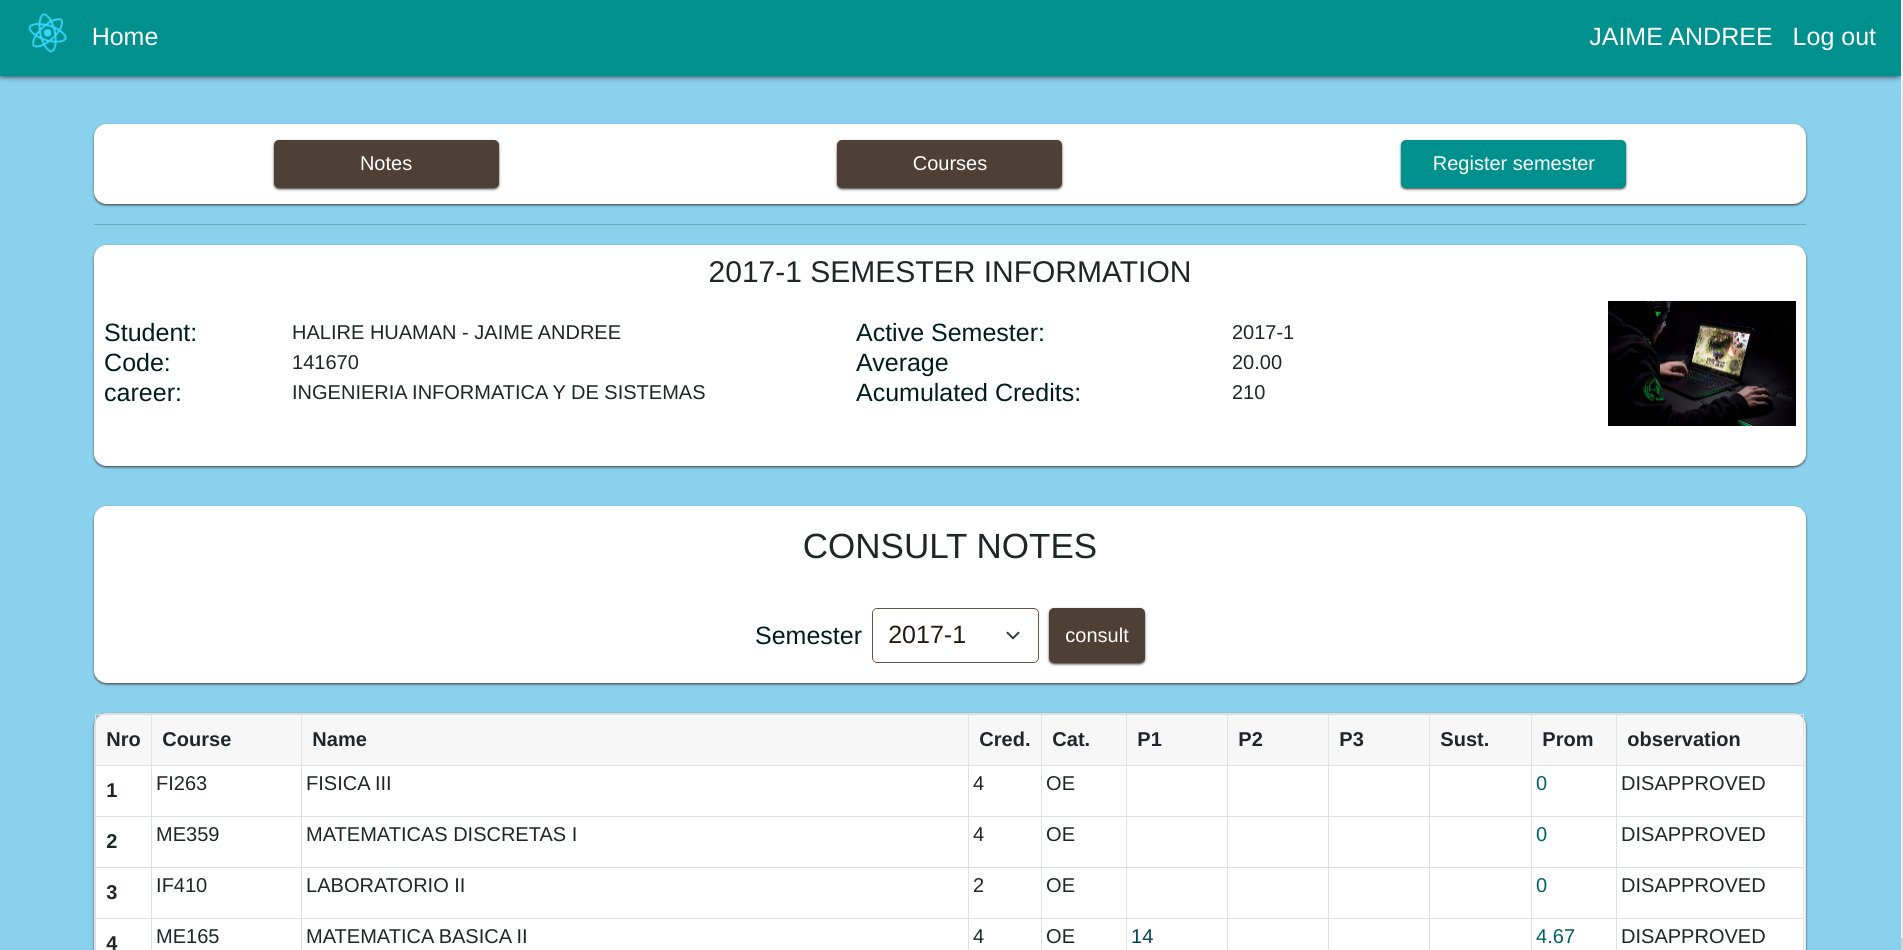 Home JAIME ANDREE Log out
Notes Courses Register semester
2017-1 SEMESTER INFORMATION
Student: HALIRE HUAMAN - JAIME ANDREE Active Semester: 2017-1
Code: 141670 Average 20.00
career: INGENIERIA INFORMATICA Y DE SISTEMAS Acumulated Credits: 210
CONSULT NOTES
Semester 2017-1 consult
Nro Course Name Cred. Cat. P1 P2 P3 Sust. Prom observation
1 FI263 FISICA III 4 OE 0 DISAPPROVED
2 ME359 MATEMATICAS DISCRETAS I 4 OE 0 DISAPPROVED
3 IF410 LABORATORIO II 2 OE 0 DISAPPROVED
4 ME165 MATEMATICA BASICA II 4 OE 14 4.67 DISAPPROVED